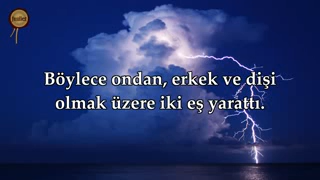 Böylece ondan, erkek ve dişi
olmak üzere iki eş yarattı.